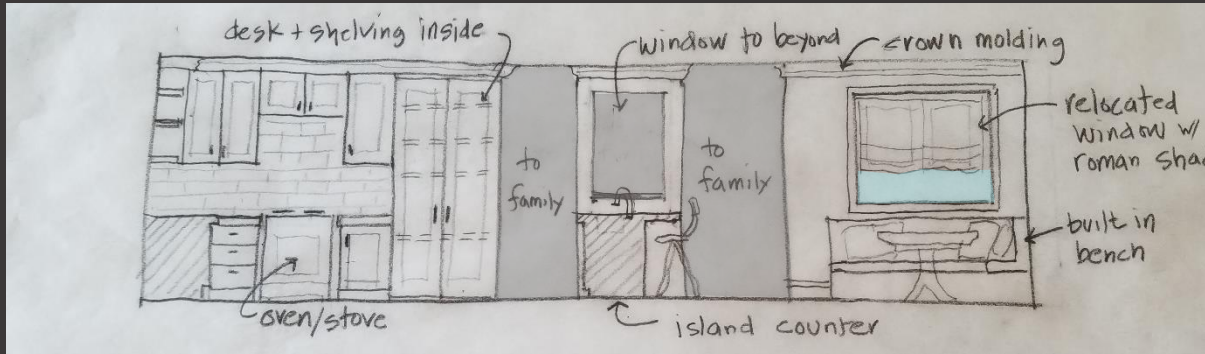 desk + shelving inside
window to beyond
crown molding
relocated
window w/
roman sha
to
family
to
family
built in
bench
oven/stove
island counter